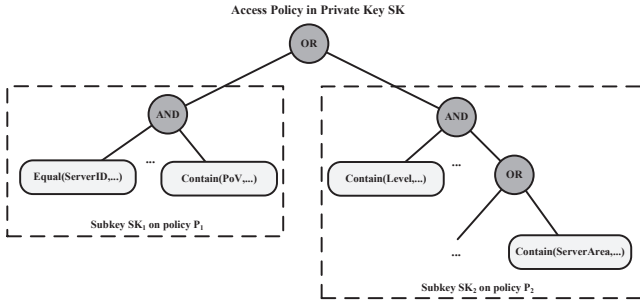 Access Policy in Private Key SK
OR
AND
AND
Equal(ServerID,...)
...
Contain(PoV,...)
Contain(Level,...)
...
OR
Subkey SK₁ on policy P₁
...
Contain(ServerArea,...)
Subkey SK₂ on policy P₂